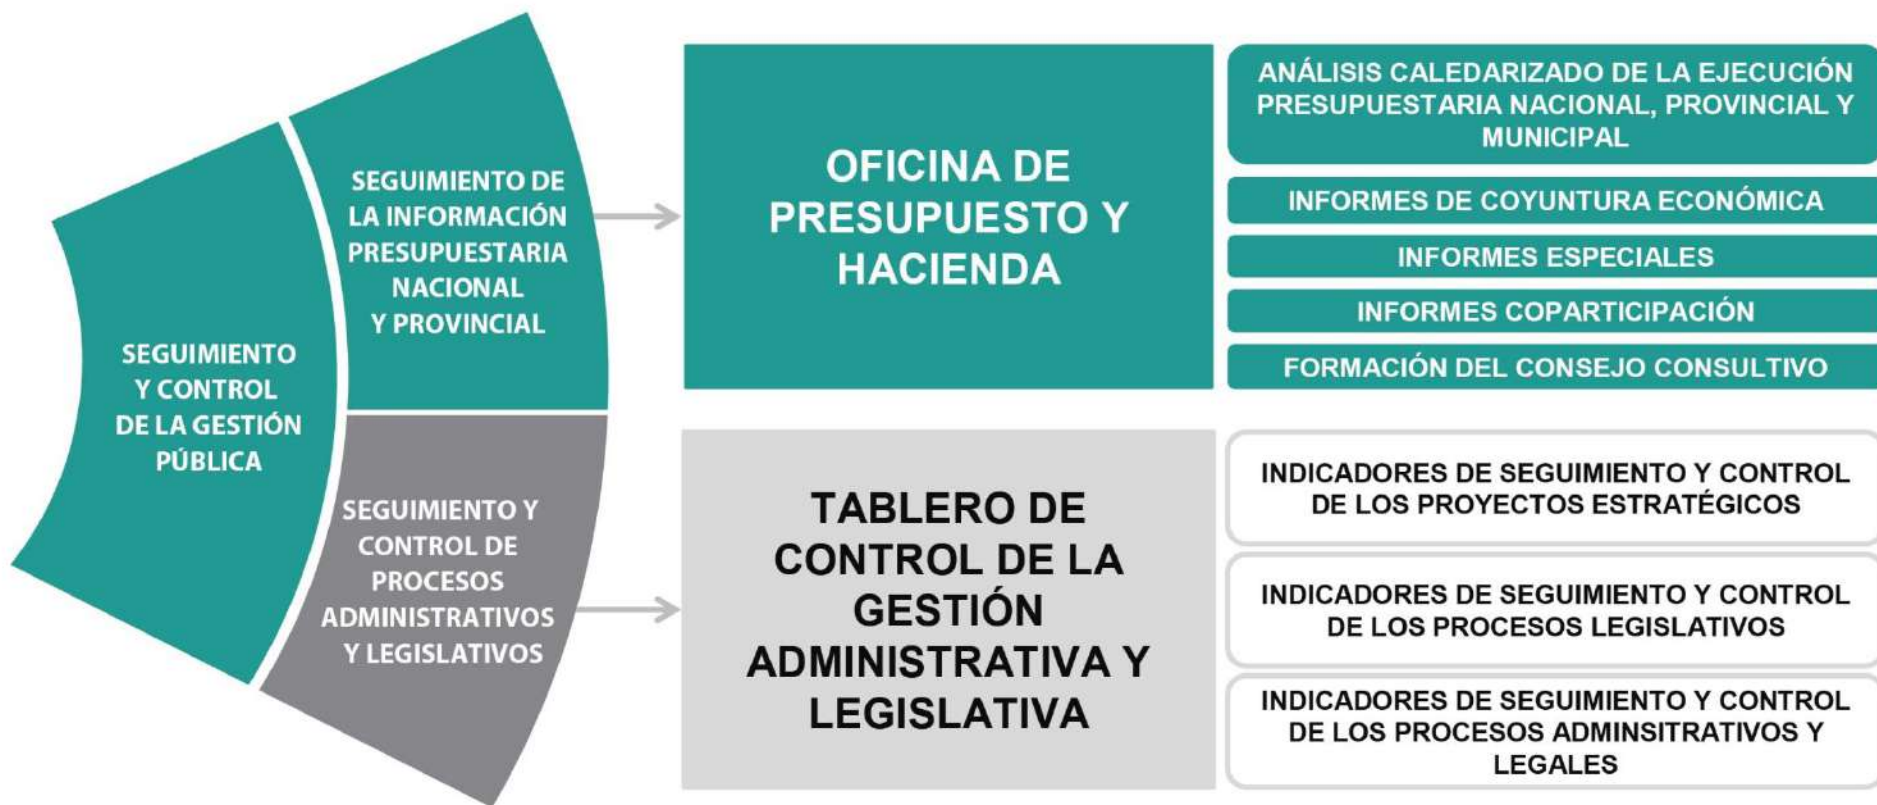 SEGUIMIENTO
Y CONTROL
DE LA GESTIÓN
PÚBLICA
SEGUIMIENTO DE
LA INFORMACIÓN
PRESUPUESTARIA
NACIONAL
Y PROVINCIAL
OFICINA DE
PRESUPUESTO Y
HACIENDA
ANÁLISIS CALEDARIZADO DE LA EJECUCIÓN
PRESUPUESTARIA NACIONAL, PROVINCIAL Y
MUNICIPAL
INFORMES DE COYUNTURA ECONÓMICA
INFORMES ESPECIALES
INFORMES COPARTICIPACIÓN
FORMACIÓN DEL CONSEJO CONSULTIVO
SEGUIMIENTO Y
CONTROL DE
PROCESOS
ADMINISTRATIVOS
Y LEGISLATIVOS
TABLERO DE
CONTROL DE LA
GESTIÓN
ADMINISTRATIVA Y
LEGISLATIVA
INDICADORES DE SEGUIMIENTO Y CONTROL
DE LOS PROYECTOS ESTRATÉGICOS
INDICADORES DE SEGUIMIENTO Y CONTROL
DE LOS PROCESOS LEGISLATIVOS
INDICADORES DE SEGUIMIENTO Y CONTROL
DE LOS PROCESOS ADMINSITRATIVOS Y
LEGALES